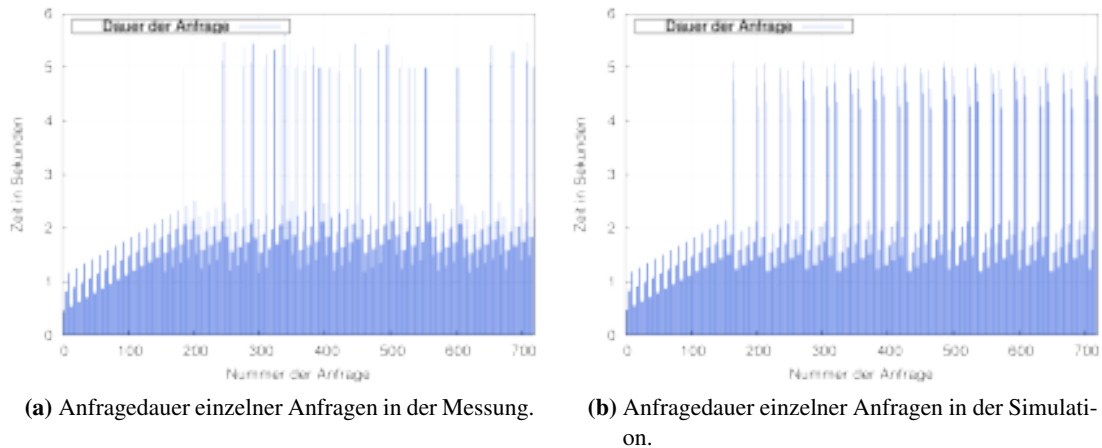 6
5
4
3
2
1
0
Zeit in Sekunden
Dauer der Anfrage
0 100 200 300 400 500 600 700
Nummer der Anfrage
(a) Anfragedauer einzelner Anfragen in der Messung.
6
5
4
3
2
1
0
Zeit in Sekunden
Dauer der Anfrage
0 100 200 300 400 500 600 700
Nummer der Anfrage
(b) Anfragedauer einzelner Anfragen in der Simulati-
on.